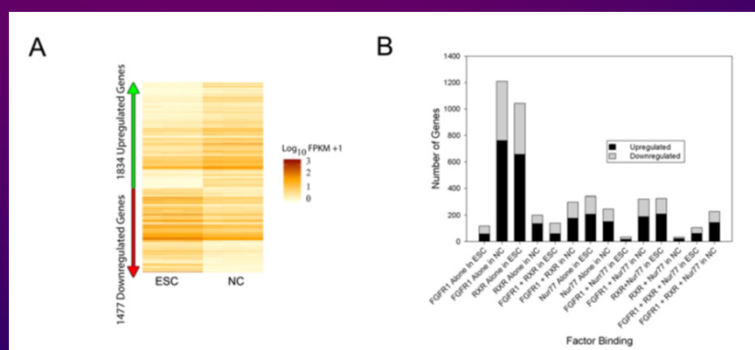 A
1834 Upregulated Genes
1477 Downregulated Genes
ESC
NC
Log10 FPKM +1
3
2
1
0
B
Number of Genes
1400
1200
1000
800
600
400
200
0
Upregulated
Downregulated
FGFR1 Alone in ESC
FGFR1 Alone in NC
RXR Alone in ESC
RXR Alone in NC
FGFR1 + RXR in ESC
FGFR1 + RXR in NC
Nur77 Alone in ESC
Nur77 Alone in NC
FGFR1 + Nur77 in ESC
FGFR1 + Nur77 in NC
RXR+Nur77 in ESC
RXR + Nur77 in NC
FGFR1 + RXR + Nur77 in ESC
FGFR1 + RXR + Nur77 in NC
Factor Binding